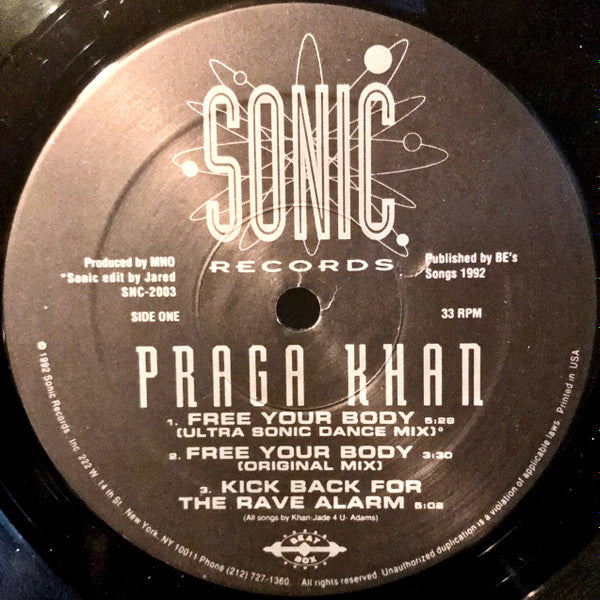 SONIC
RECORDS
Produced by MNO
*Sonic edit by Jared
SNC-2003
SIDE ONE
Published by BE's
Songs 1992
33 RPM
PRAGA KHAN
1. FREE YOUR BODY 5:28
(ULTRA SONIC DANCE MIX)*
2. FREE YOUR BODY 3:30
(ORIGINAL MIX)
3. KICK BACK FOR
THE RAVE ALARM 5:02
(All songs by Khan-Jade 4 U- Adams)
BEAT
BOX
℗ 1992 Sonic Records, Inc. 222 W. 14th St. New York, NY 10011 Phone (212) 727-1360. All rights reserved. Unauthorized duplication is a violation of applicable laws. Printed in USA